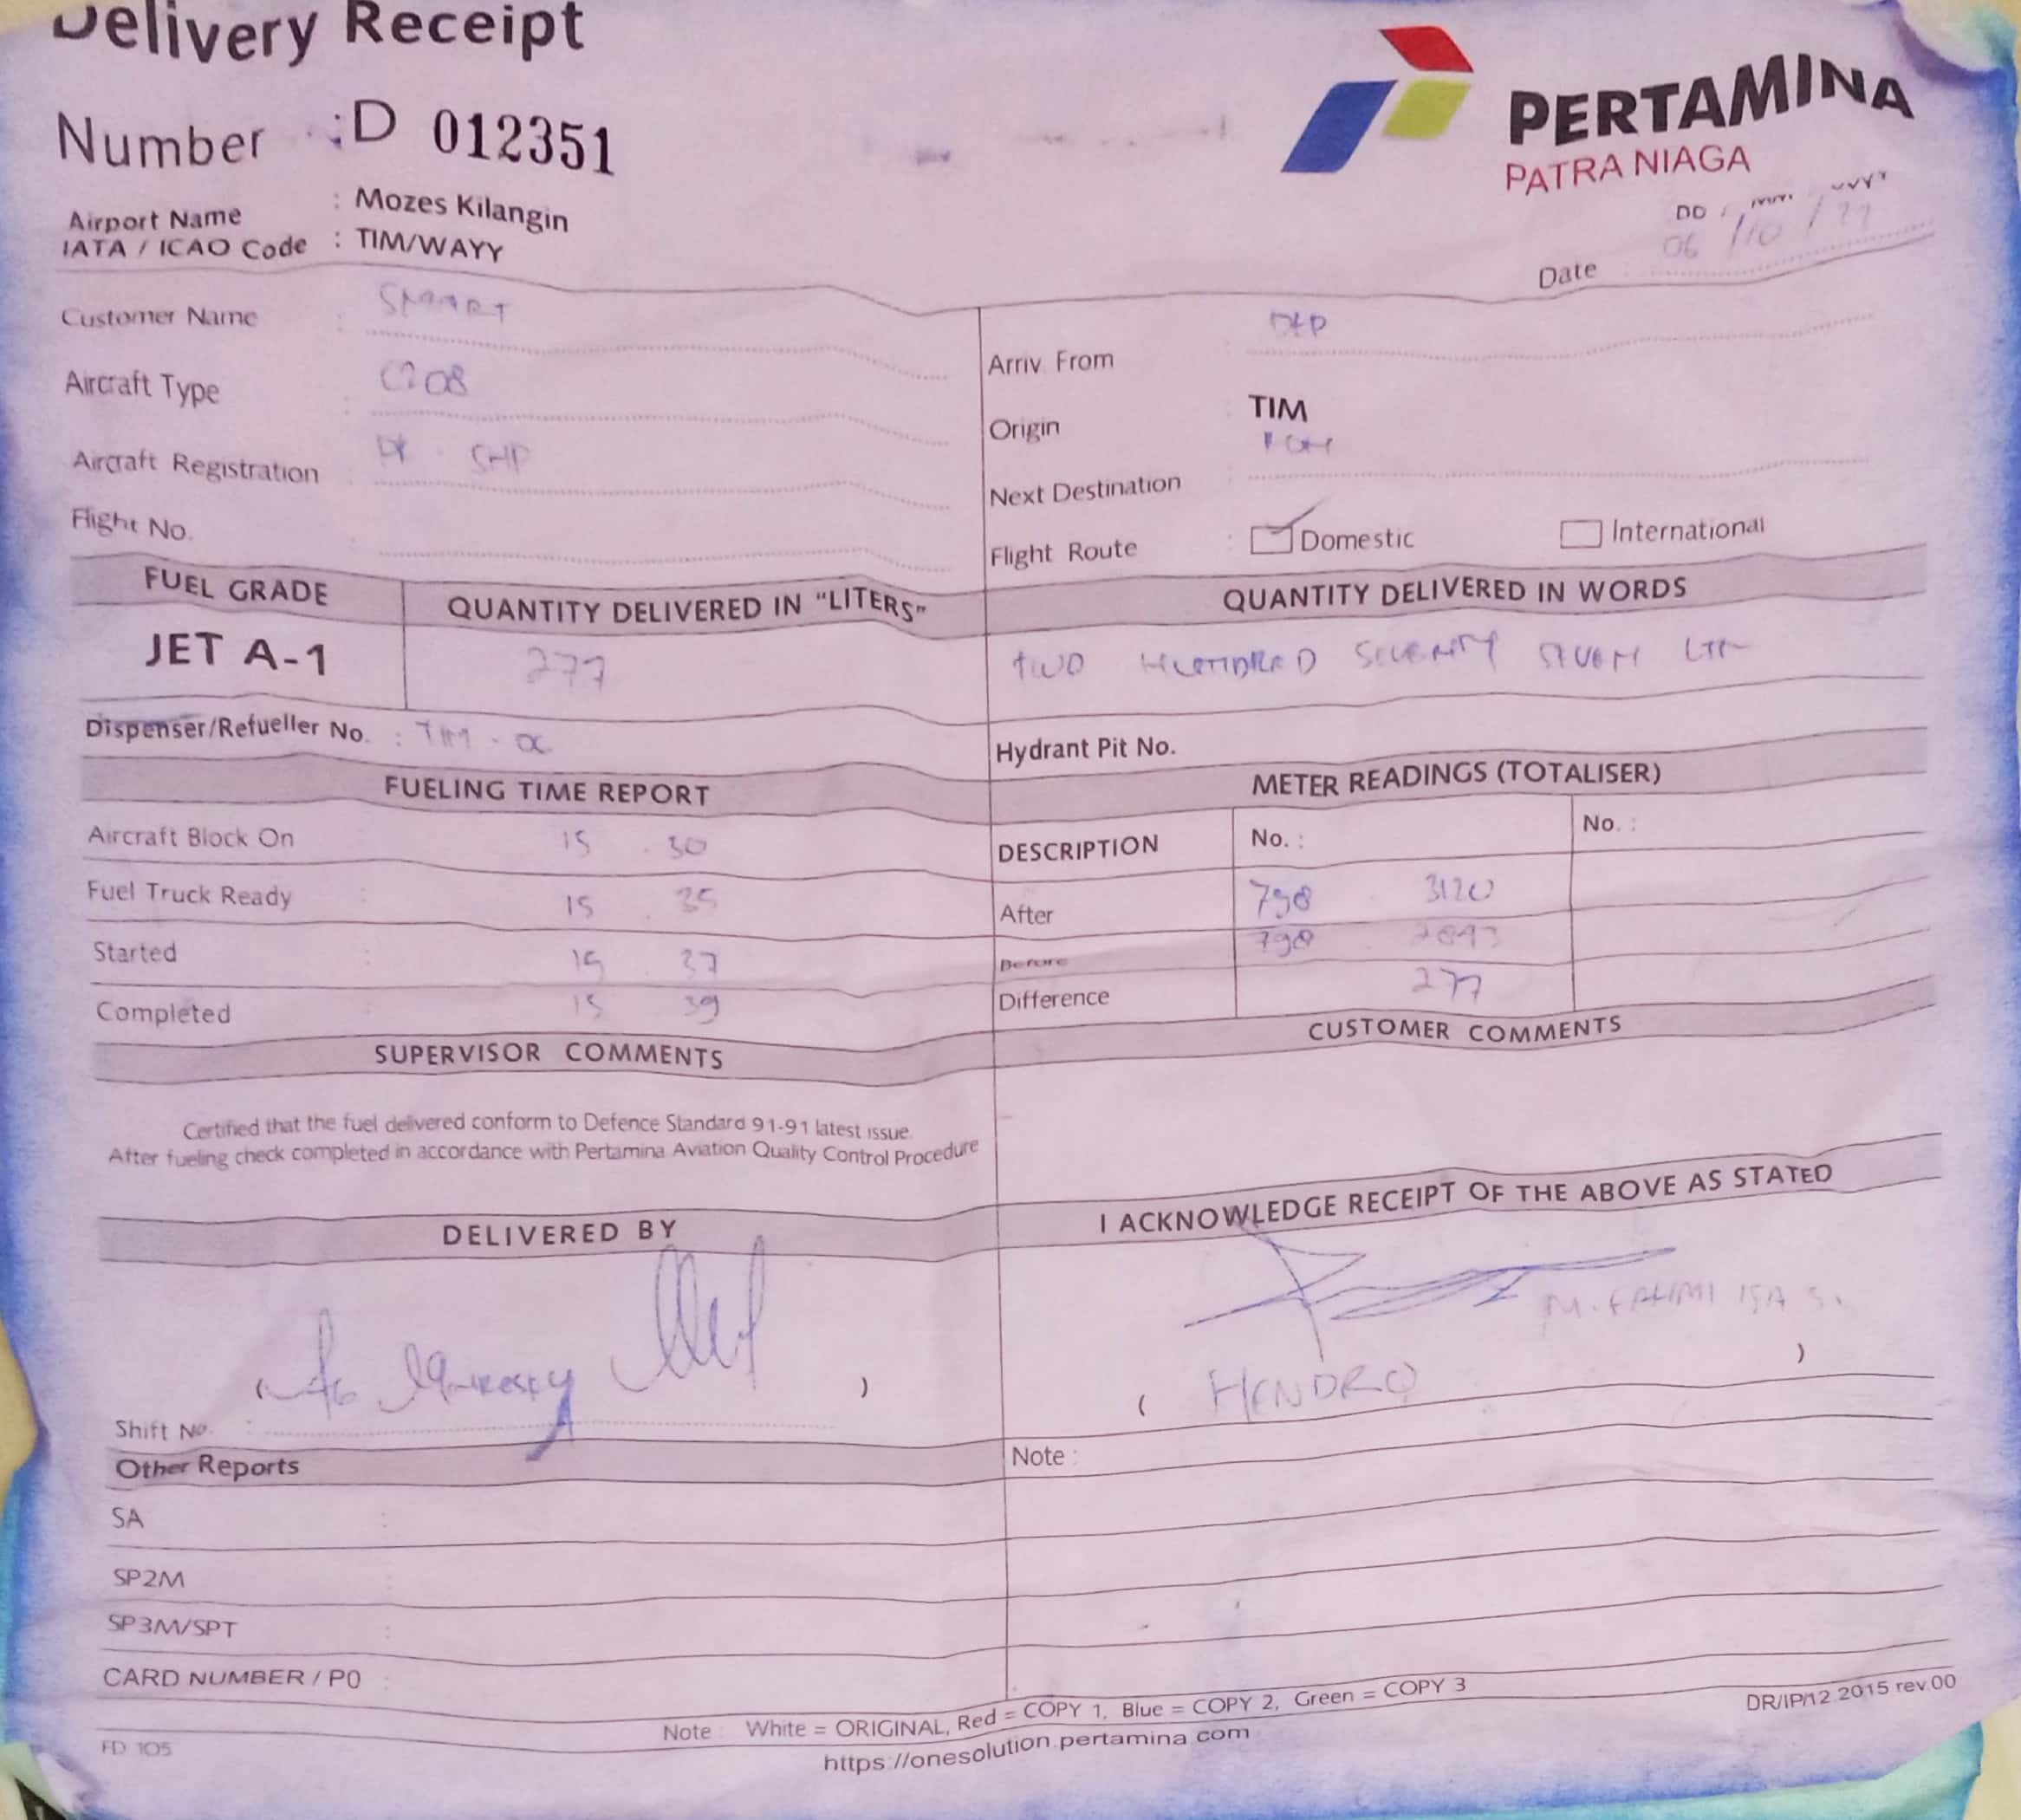 Delivery Receipt
Number : D 012351
PERTAMINA
PATRA NIAGA
Airport Name : Mozes Kilangin
IATA / ICAO Code : TIM/WAYY
DD / MM / YYYY
Date 06 /10 /
Customer Name : SMART
Aircraft Type : C208
Aircraft Registration : PK - SHP
Flight No. :
Arriv From
Origin : TIM
Next Destination
Flight Route : Domestic International
FUEL GRADE QUANTITY DELIVERED IN "LITERS" QUANTITY DELIVERED IN WORDS
JET A-1 277 TWO HUNDRED SEVENTY SEVEN LTR
Dispenser/Refueller No. : TIM - Hydrant Pit No.
FUELING TIME REPORT
Aircraft Block On 15 . 30
Fuel Truck Ready : 15 . 35
Started : 15 . 37
Completed 15 39
METER READINGS (TOTALISER)
DESCRIPTION No. : No. :
After 798 3120
Before 798 2843
Difference 277
SUPERVISOR COMMENTS
CUSTOMER COMMENTS
Certified that the fuel delivered conform to Defence Standard 91-91 latest issue.
After fueling check completed in accordance with Pertamina Aviation Quality Control Procedure
DELIVERED BY
I ACKNOWLEDGE RECEIPT OF THE ABOVE AS STATED
M. FAHMI ISA S.
( )
( HENDRO )
Shift No. :
Other Reports
Note :
SA :
SP2M :
SP3M/SPT :
CARD NUMBER / P0 :
Note : White = ORIGINAL, Red = COPY 1, Blue = COPY 2, Green = COPY 3
DR/IP/12 2015 rev.00
FD 105
https://onesolution.pertamina.com